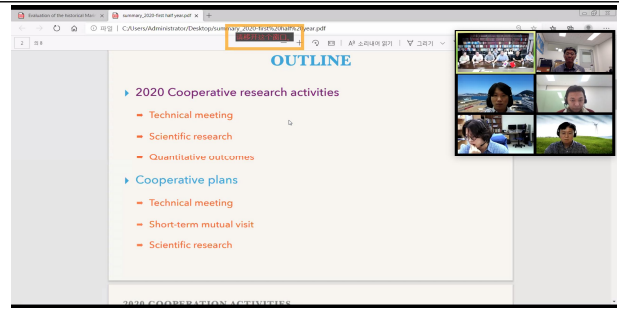 Evaluation of the historical Mari
summary_2020-first half year.pdf
파일 C:/Users/Administrator/Desktop/summary_2020-first%20half%20year.pdf
2
소리내어 읽기
그리기
OUTLINE
2020 Cooperative research activities
Technical meeting
Scientific research
Quantitative outcomes
Cooperative plans
Technical meeting
Short-term mutual visit
Scientific research
2020 COOPERATION ACTIVITIES